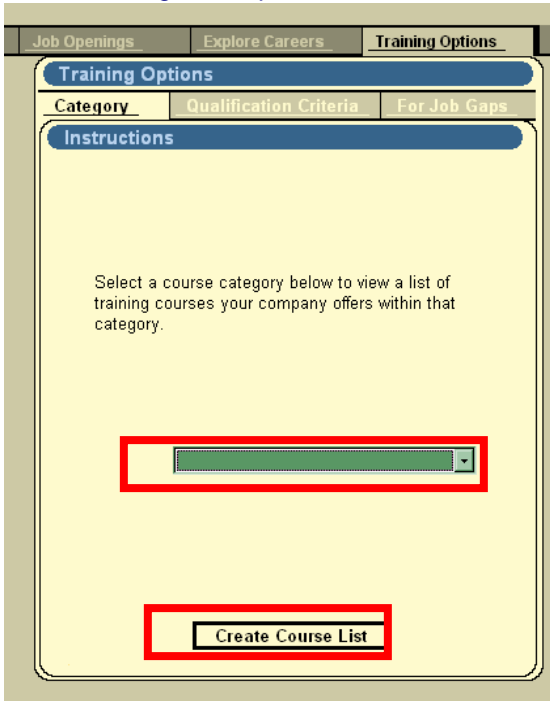 Job Openings Explore Careers Training Options
Training Options
Category Qualification Criteria For Job Gaps
Instructions
Select a course category below to view a list of
training courses your company offers within that
category.
Create Course List